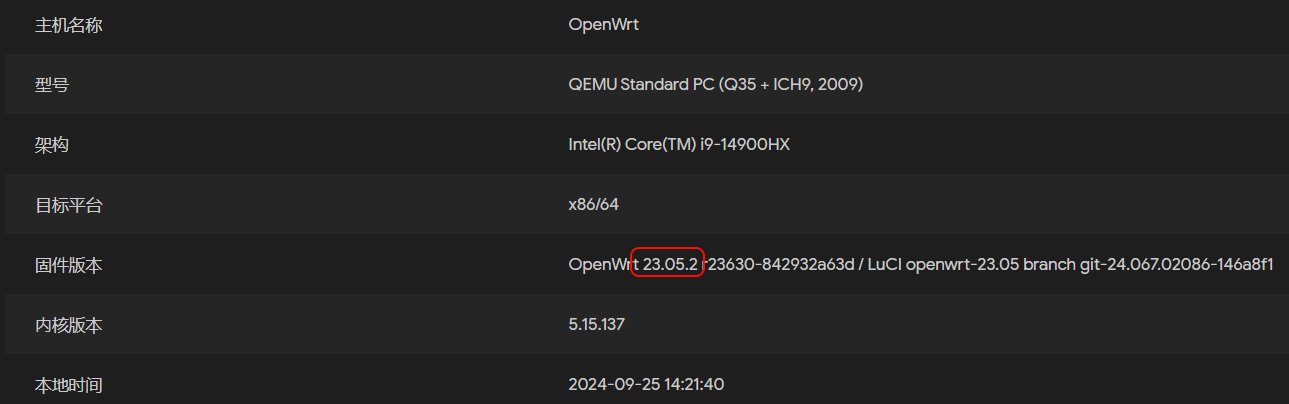 主机名称 OpenWrt
型号 QEMU Standard PC (Q35 + ICH9, 2009)
架构 Intel(R) Core(TM) i9-14900HX
目标平台 x86/64
固件版本 OpenWrt 23.05.2 r23630-842932a63d / LuCI openwrt-23.05 branch git-24.067.02086-146a8f1
内核版本 5.15.137
本地时间 2024-09-25 14:21:40